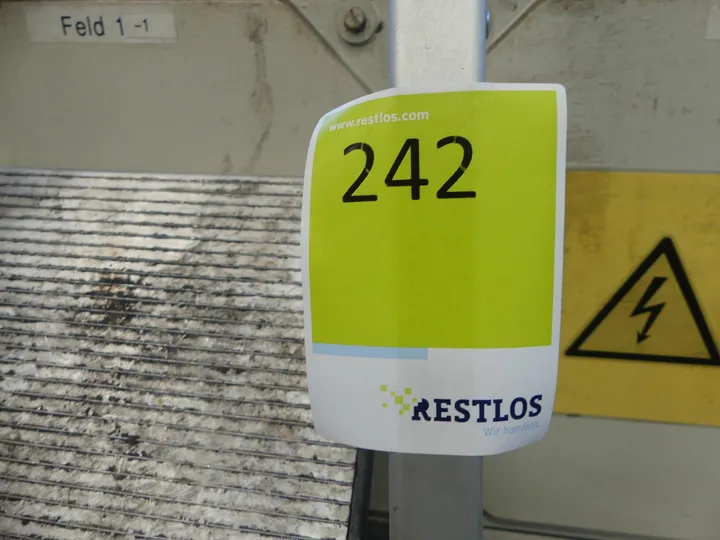 Feld 1 -1
www.restlos.com
242
RESTLOS
Wir handeln.